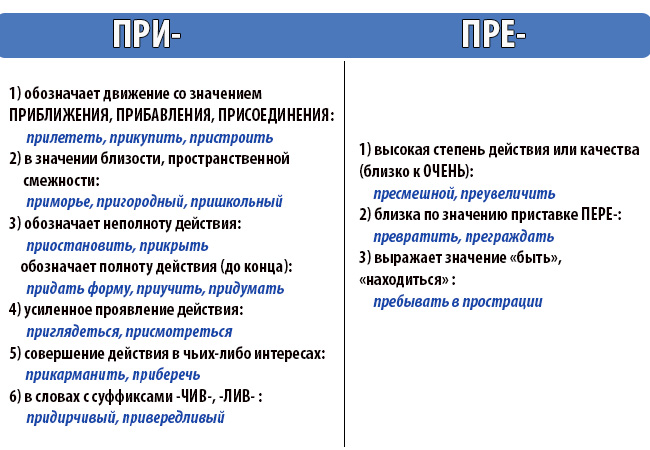 ПРИ-
1) обозначает движение со значением
ПРИБЛИЖЕНИЯ, ПРИБАВЛЕНИЯ, ПРИСОЕДИНЕНИЯ:
прилететь, прикупить, пристроить
2) в значении близости, пространственной
смежности:
приморье, пригородный, пришкольный
3) обозначает неполноту действия:
приостановить, прикрыть
обозначает полноту действия (до конца):
придать форму, приучить, придумать
4) усиленное проявление действия:
приглядеться, присмотреться
5) совершение действия в чьих-либо интересах:
прикарманить, приберечь
6) в словах с суффиксами -ЧИВ-, -ЛИВ- :
придирчивый, привередливый
ПРЕ-
1) высокая степень действия или качества
(близко к ОЧЕНЬ):
пресмешной, преувеличить
2) близка по значению приставке ПЕРЕ-:
превратить, преграждать
3) выражает значение «быть»,
«находиться» :
пребывать в прострации